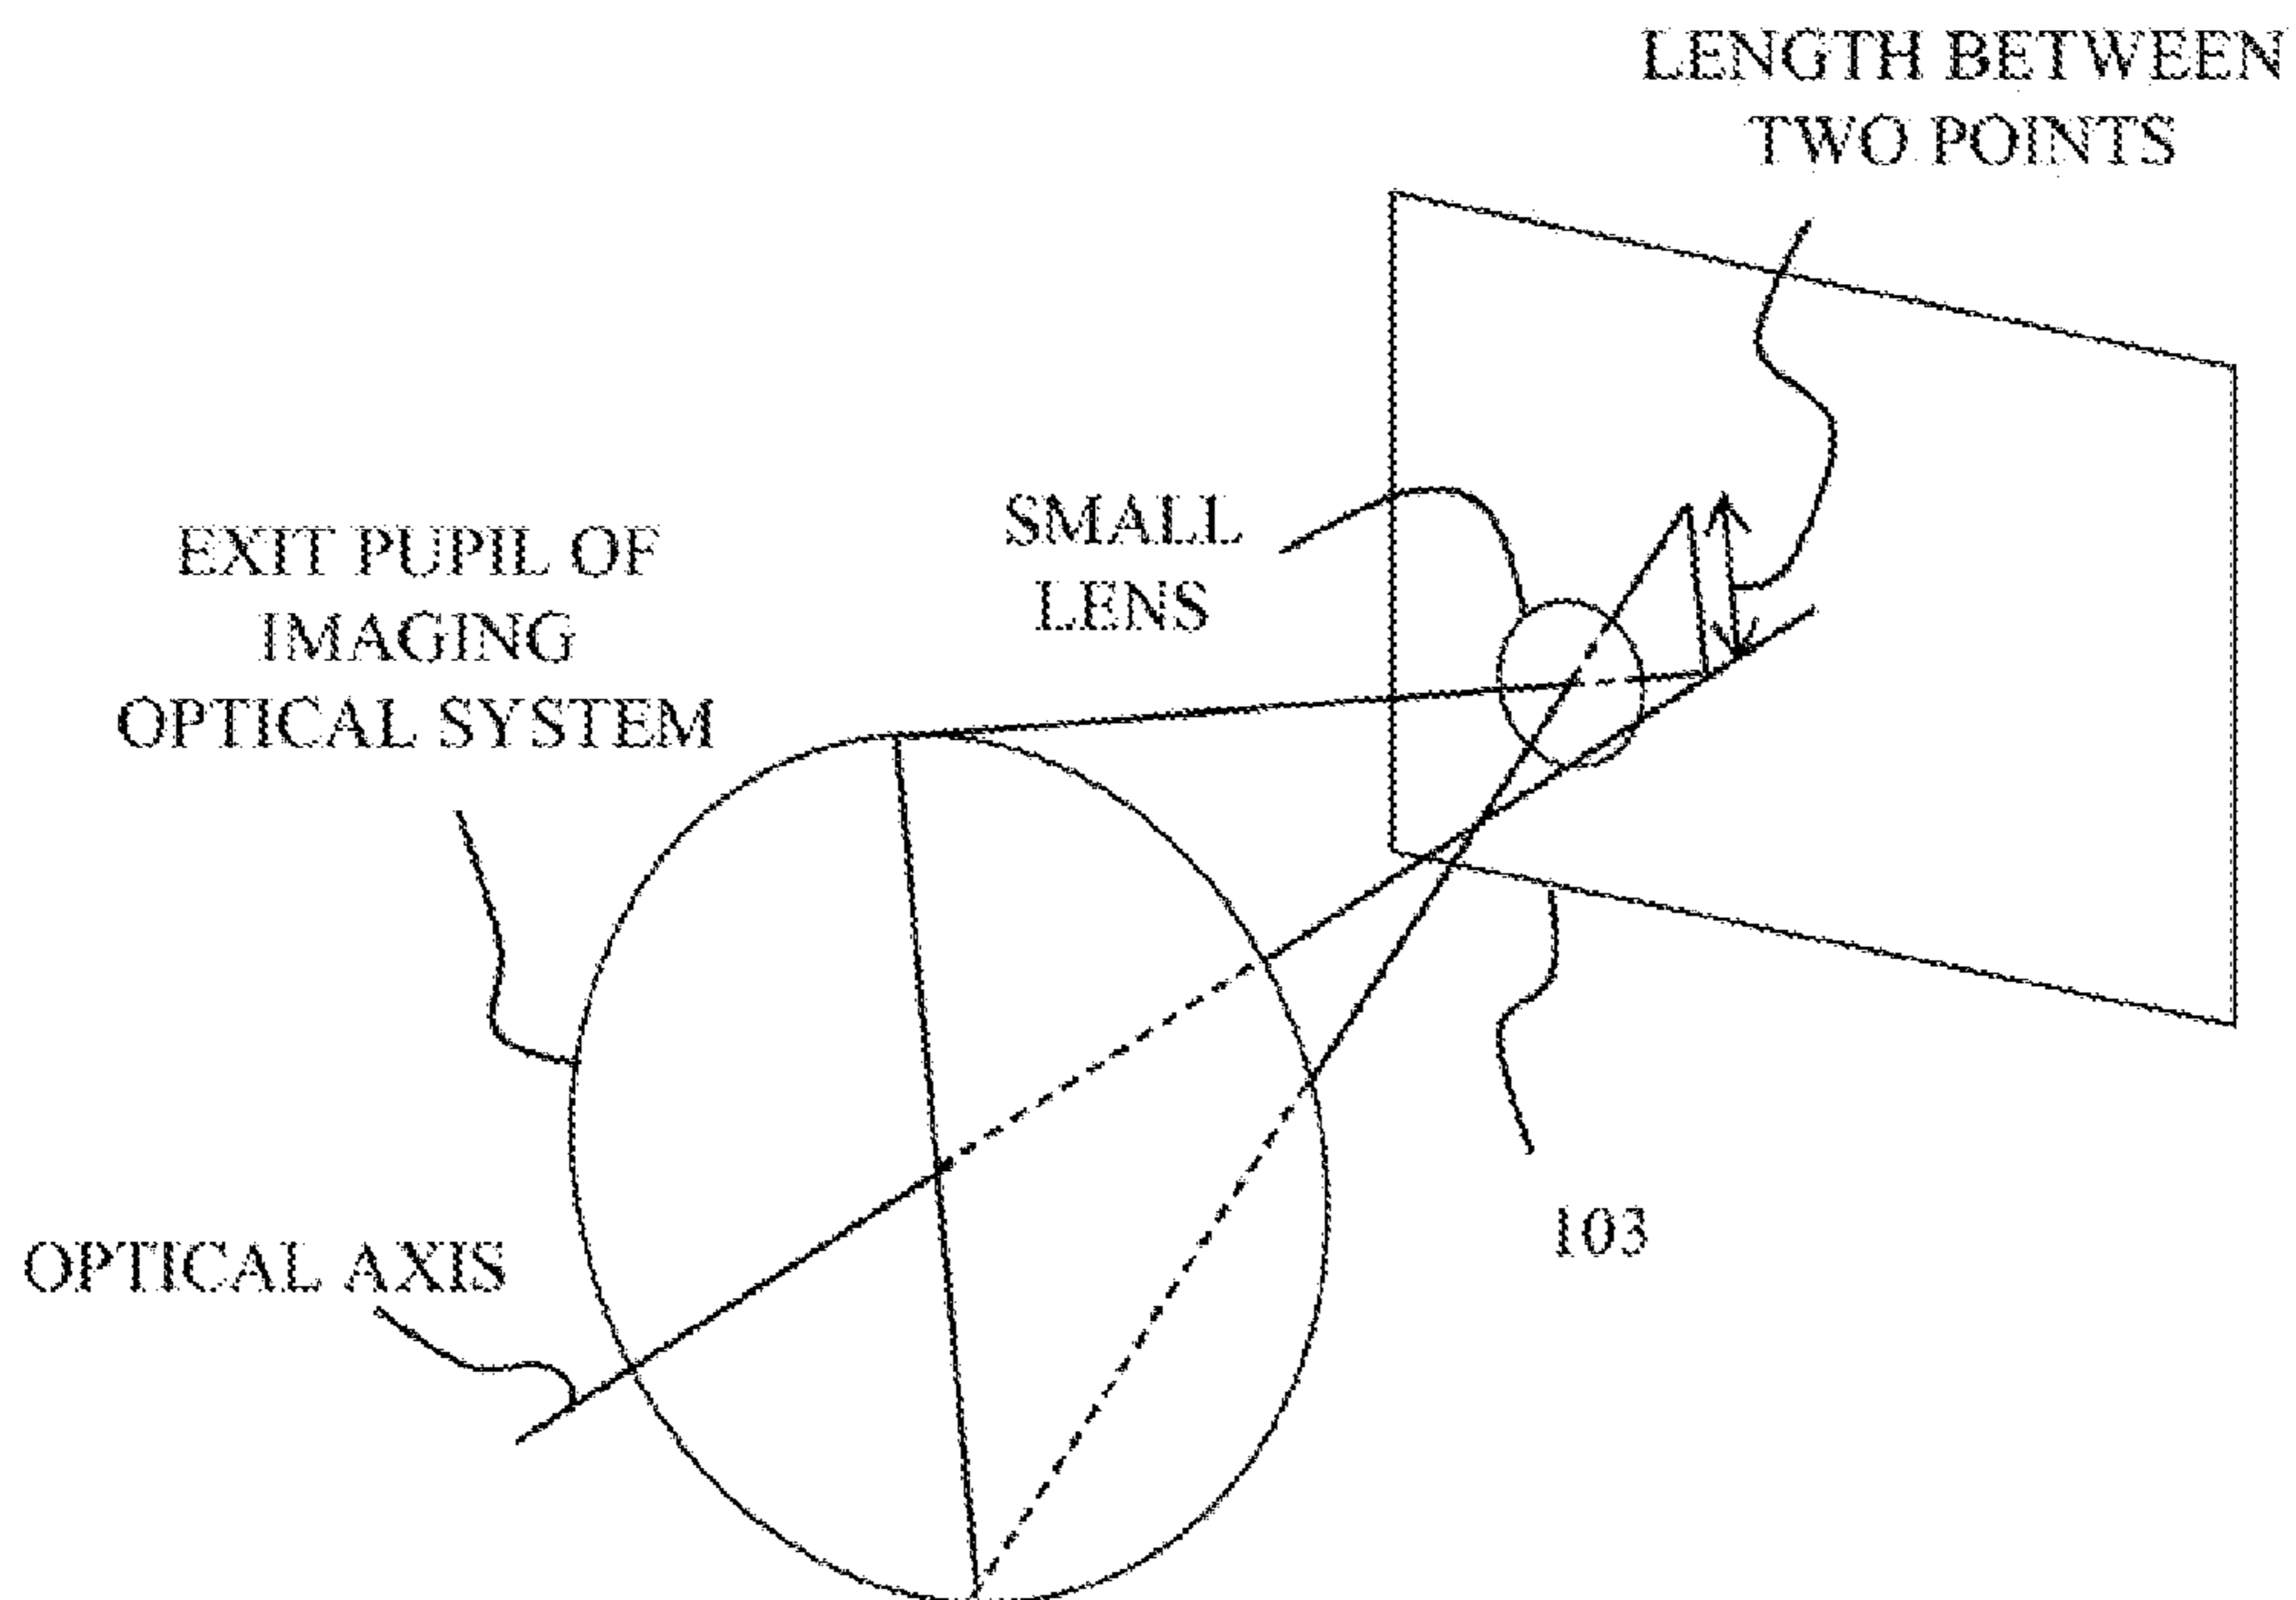 LENGTH BETWEEN
TWO POINTS
SMALL
LENS
EXIT PUPIL OF
IMAGING
OPTICAL SYSTEM
OPTICAL AXIS
103